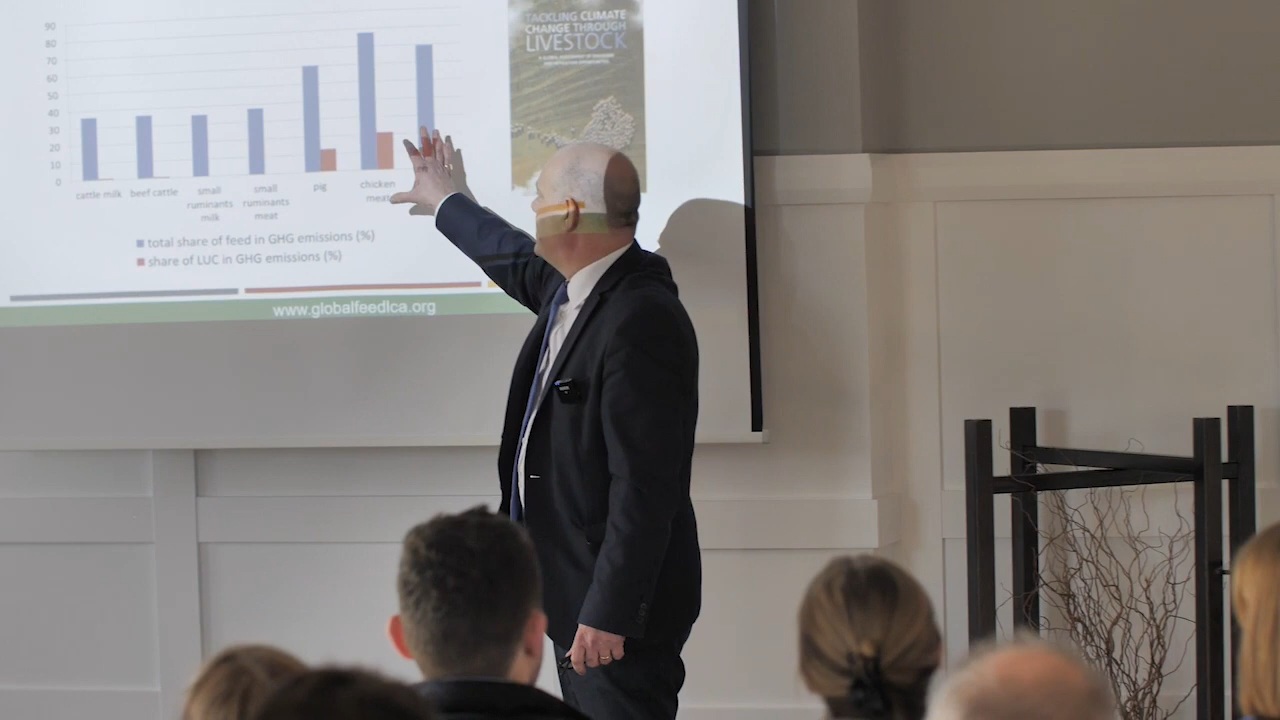 90
80
70
60
50
40
30
20
10
0
cattle milk
beef cattle
small
ruminants
milk
small
ruminants
meat
pig
chicken
meat
total share of feed in GHG emissions (%)
share of LUC in GHG emissions (%)
www.globalfeedlca.org
TACKLING CLIMATE
CHANGE THROUGH
LIVESTOCK